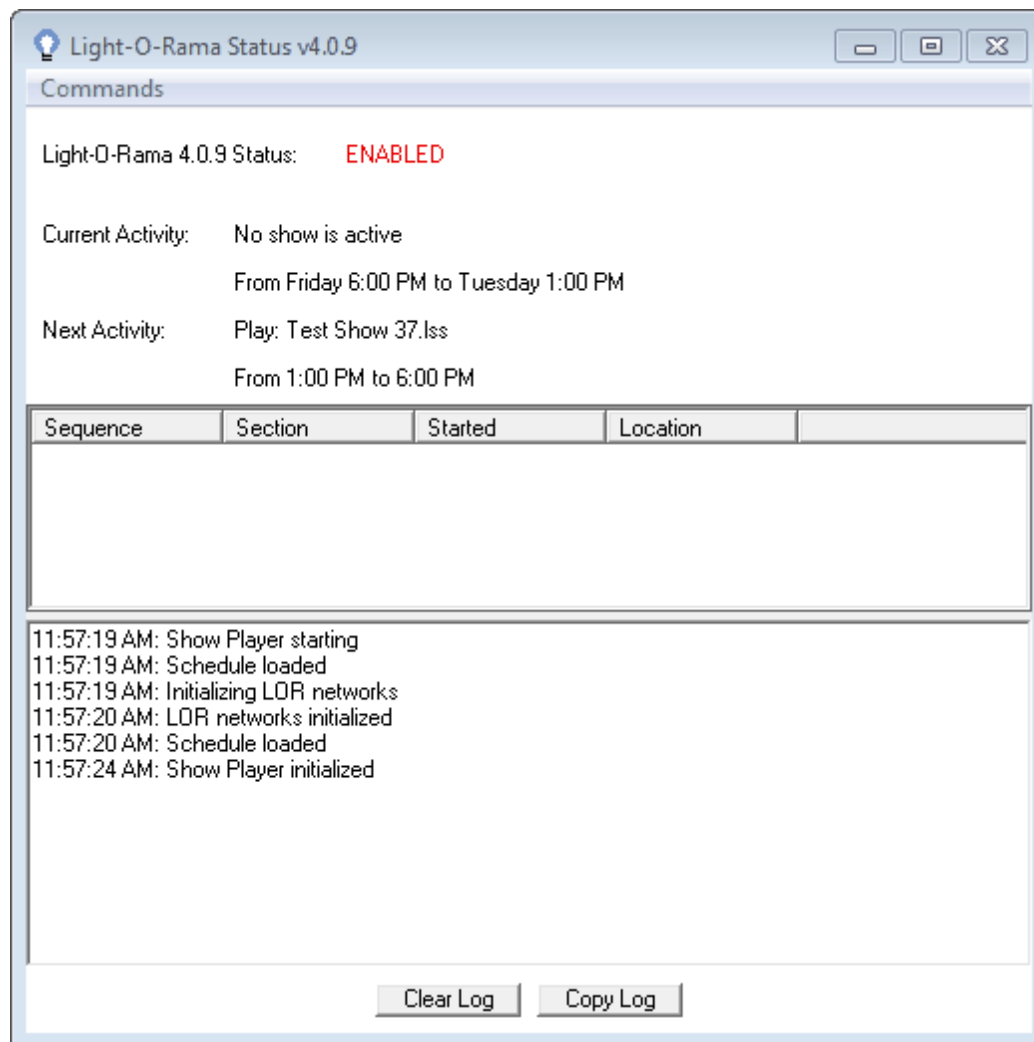 Light-O-Rama Status v4.0.9
Commands
Light-O-Rama 4.0.9 Status: ENABLED
Current Activity: No show is active
From Friday 6:00 PM to Tuesday 1:00 PM
Next Activity: Play: Test Show 37.lss
From 1:00 PM to 6:00 PM
Sequence Section Started Location
11:57:19 AM: Show Player starting
11:57:19 AM: Schedule loaded
11:57:19 AM: Initializing LOR networks
11:57:20 AM: LOR networks initialized
11:57:20 AM: Schedule loaded
11:57:24 AM: Show Player initialized
Clear Log Copy Log